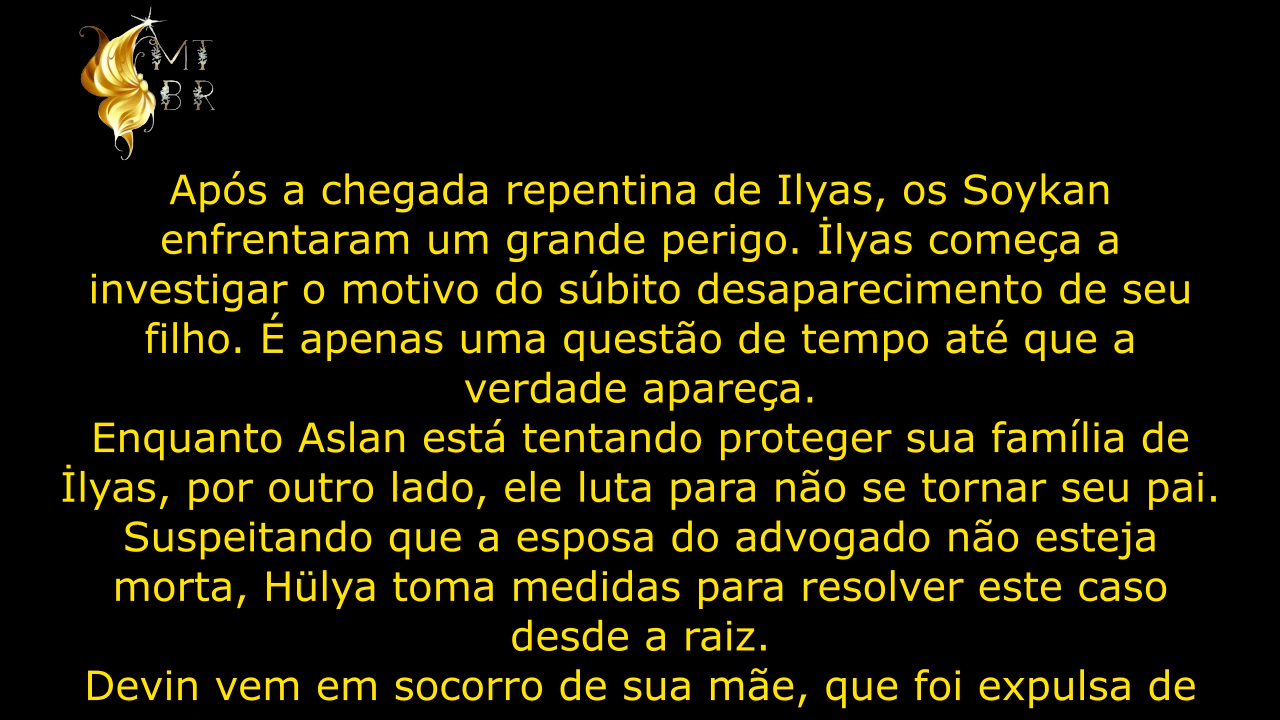 MT
BR
Após a chegada repentina de Ilyas, os Soykan
enfrentaram um grande perigo. İlyas começa a
investigar o motivo do súbito desaparecimento de seu
filho. É apenas uma questão de tempo até que a
verdade apareça.
Enquanto Aslan está tentando proteger sua família de
İlyas, por outro lado, ele luta para não se tornar seu pai.
Suspeitando que a esposa do advogado não esteja
morta, Hülya toma medidas para resolver este caso
desde a raiz.
Devin vem em socorro de sua mãe, que foi expulsa de